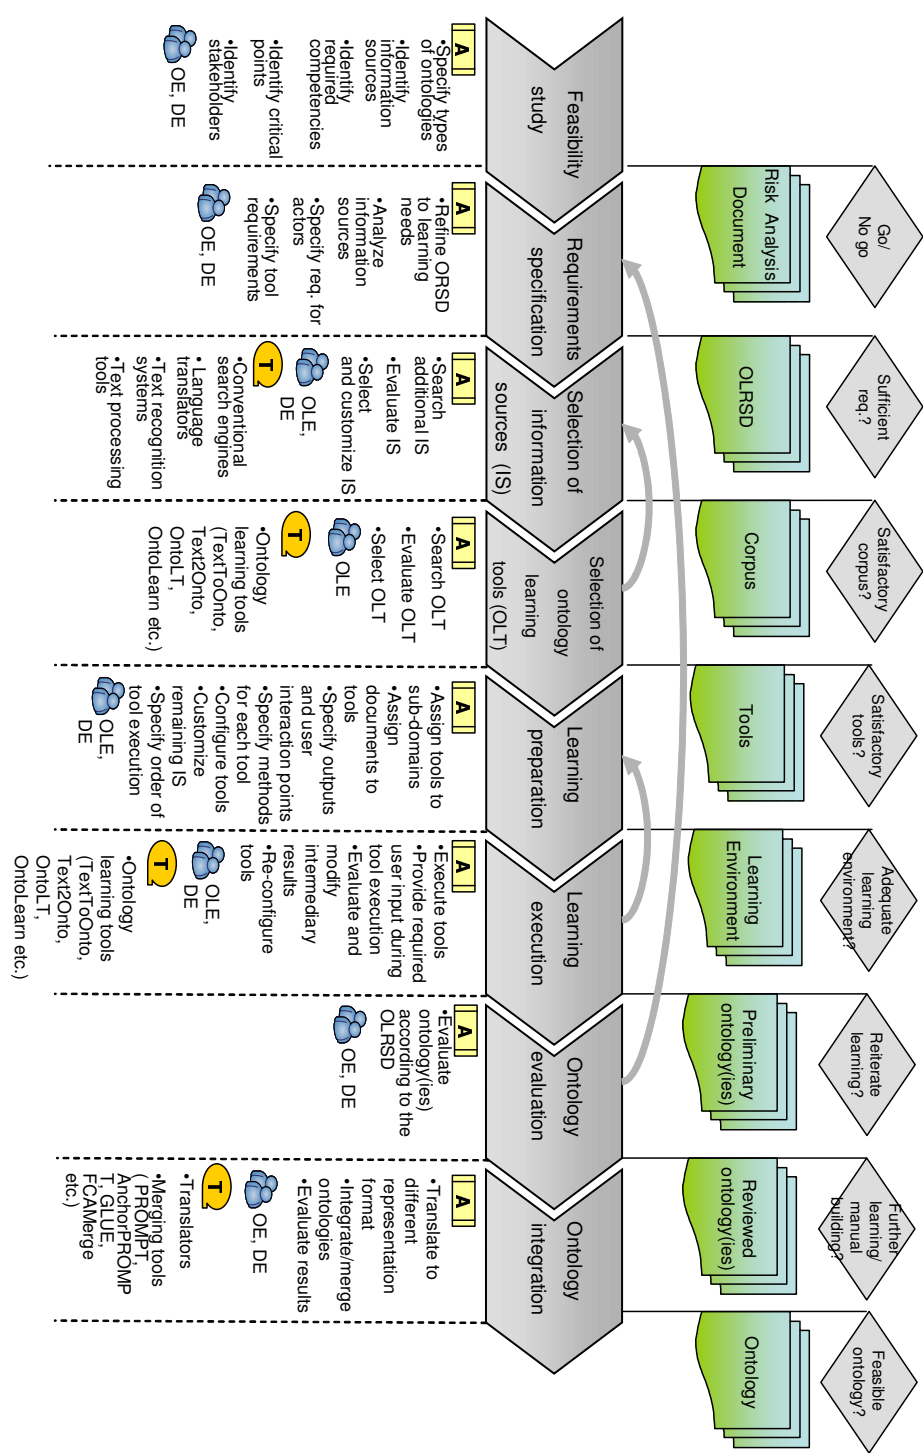 Go/
No go
Sufficient
req.?
Satisfactory
corpus?
Satisfactory
tools?
Adequate
learning
environment?
Reiterate
learning?
Further
learning/
manual
building?
Feasible
ontology?
Risk Analysis
Document
OLRSD
Corpus
Tools
Learning
Environment
Preliminary
ontology(ies)
Reviewed
ontology(ies)
Ontology
Feasibility
study
Requirements
specification
Selection of
information
sources (IS)
Selection of
ontology
learning
tools (OLT)
Learning
preparation
Learning
execution
Ontology
evaluation
Ontology
integration
A
•Specify types
of ontologies
•Identify
information
sources
•Identify
required
competencies
•Identify critical
points
•Identify
stakeholders
OE, DE
A
•Refine ORSD
to learning
needs
•Analyze
information
sources
•Specify req. for
actors
•Specify tool
requirements
OE, DE
A
•Search
additional IS
•Evaluate IS
•Select
and customize IS
OLE,
DE
T
•Conventional
search engines
•Language
translators
•Text recognition
systems
•Text processing
tools
A
•Search OLT
•Evaluate OLT
•Select OLT
OLE
T
•Ontology
learning tools
(TextToOnto,
Text2Onto,
OntoLT,
OntoLearn etc.)
A
•Assign tools to
sub-domains
•Assign
documents to
tools
•Specify outputs
and user
interaction points
•Specify methods
for each tool
•Configure tools
•Customize
remaining IS
•Specify order of
tool execution
OLE,
DE
A
•Execute tools
•Provide required
user input during
tool execution
•Evaluate and
modify
intermediary
results
•Re-configure
tools
OLE,
DE
T
•Ontology
learning tools
(TextToOnto,
Text2Onto,
OntoLT,
OntoLearn etc.)
A
•Evaluate
ontology(ies)
according to the
OLRSD
OE, DE
A
•Translate to
different
representation
format
•Integrate/merge
ontologies
•Evaluate results
OE, DE
T
•Translators
•Merging tools
(PROMPT,
AnchorPROMP
T, GLUE,
FCAMerge
etc.)